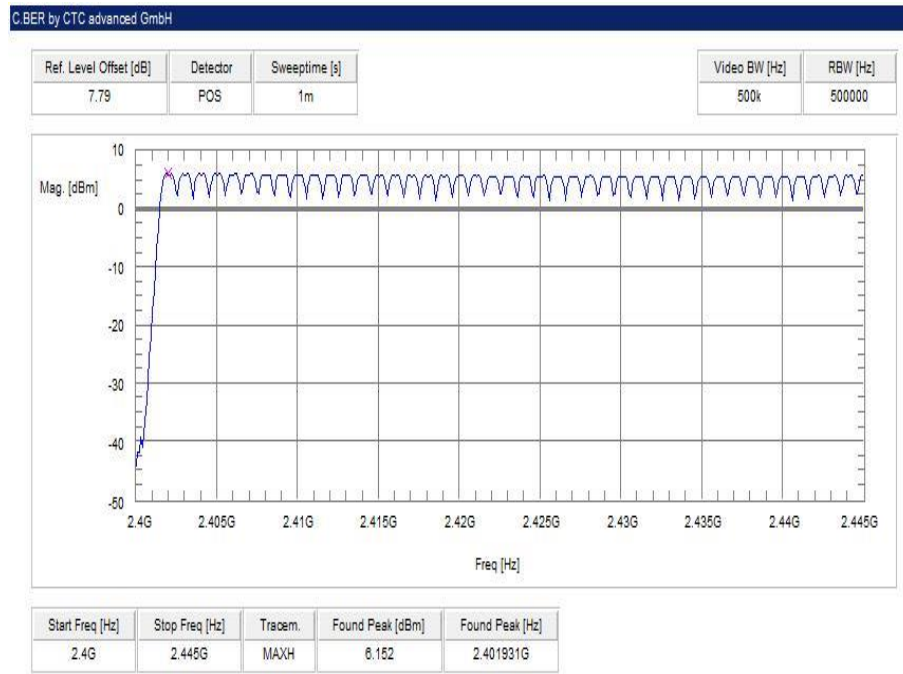 C.BER by CTC advanced GmbH
Ref. Level Offset [dB] Detector Sweeptime [s] Video BW [Hz] RBW [Hz]
7.79 POS 1m 500k 500000
10
Mag. [dBm]
0
-10
-20
-30
-40
-50
2.4G 2.405G 2.41G 2.415G 2.42G 2.425G 2.43G 2.435G 2.44G 2.445G
Freq [Hz]
Start Freq [Hz] Stop Freq [Hz] Tracem. Found Peak [dBm] Found Peak [Hz]
2.4G 2.445G MAXH 6.152 2.401931G